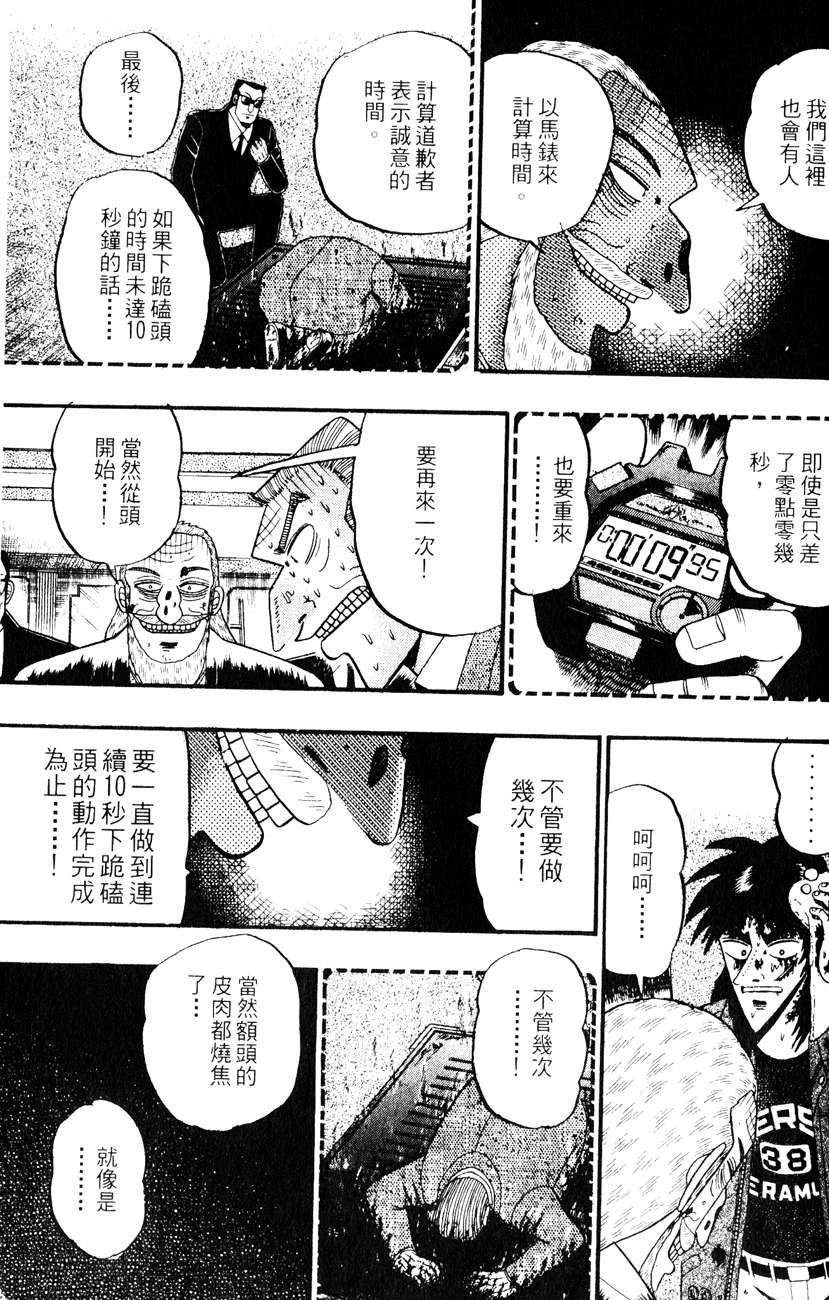 我們這裡
也會有人
以馬錶來
計算時間。
計算道歉者
表示誠意的
時間。
最後……
如果下跪磕頭
的時間未達10
秒鐘的話……
即使是只差
了零點零幾
秒，
也要重來
……！
00'09"95
要再來一次！
當然從頭
開始…！
………
呵呵呵……
ERS
38
ERAMU
不管要做
幾次…！
要一直做到連
續10秒下跪磕
頭的動作完成
為止……！
不管幾次
……！
當然額頭的
皮肉都燒焦
了…
就像是
………